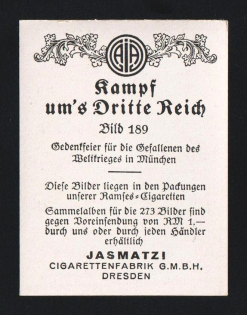 Kampf
um's Dritte Reich
Bild 189
Gedenkfeier für die Gefallenen des
Weltkrieges in München
Diese Bilder liegen in den Packungen
unserer Ramses=Cigaretten
Sammelalben für die 273 Bilder sind
gegen Voreinsendung von RM 1.—
durch uns oder durch jeden Händler
erhältlich
JASMATZI
CIGARETTENFABRIK G.M.B.H,
DRESDEN